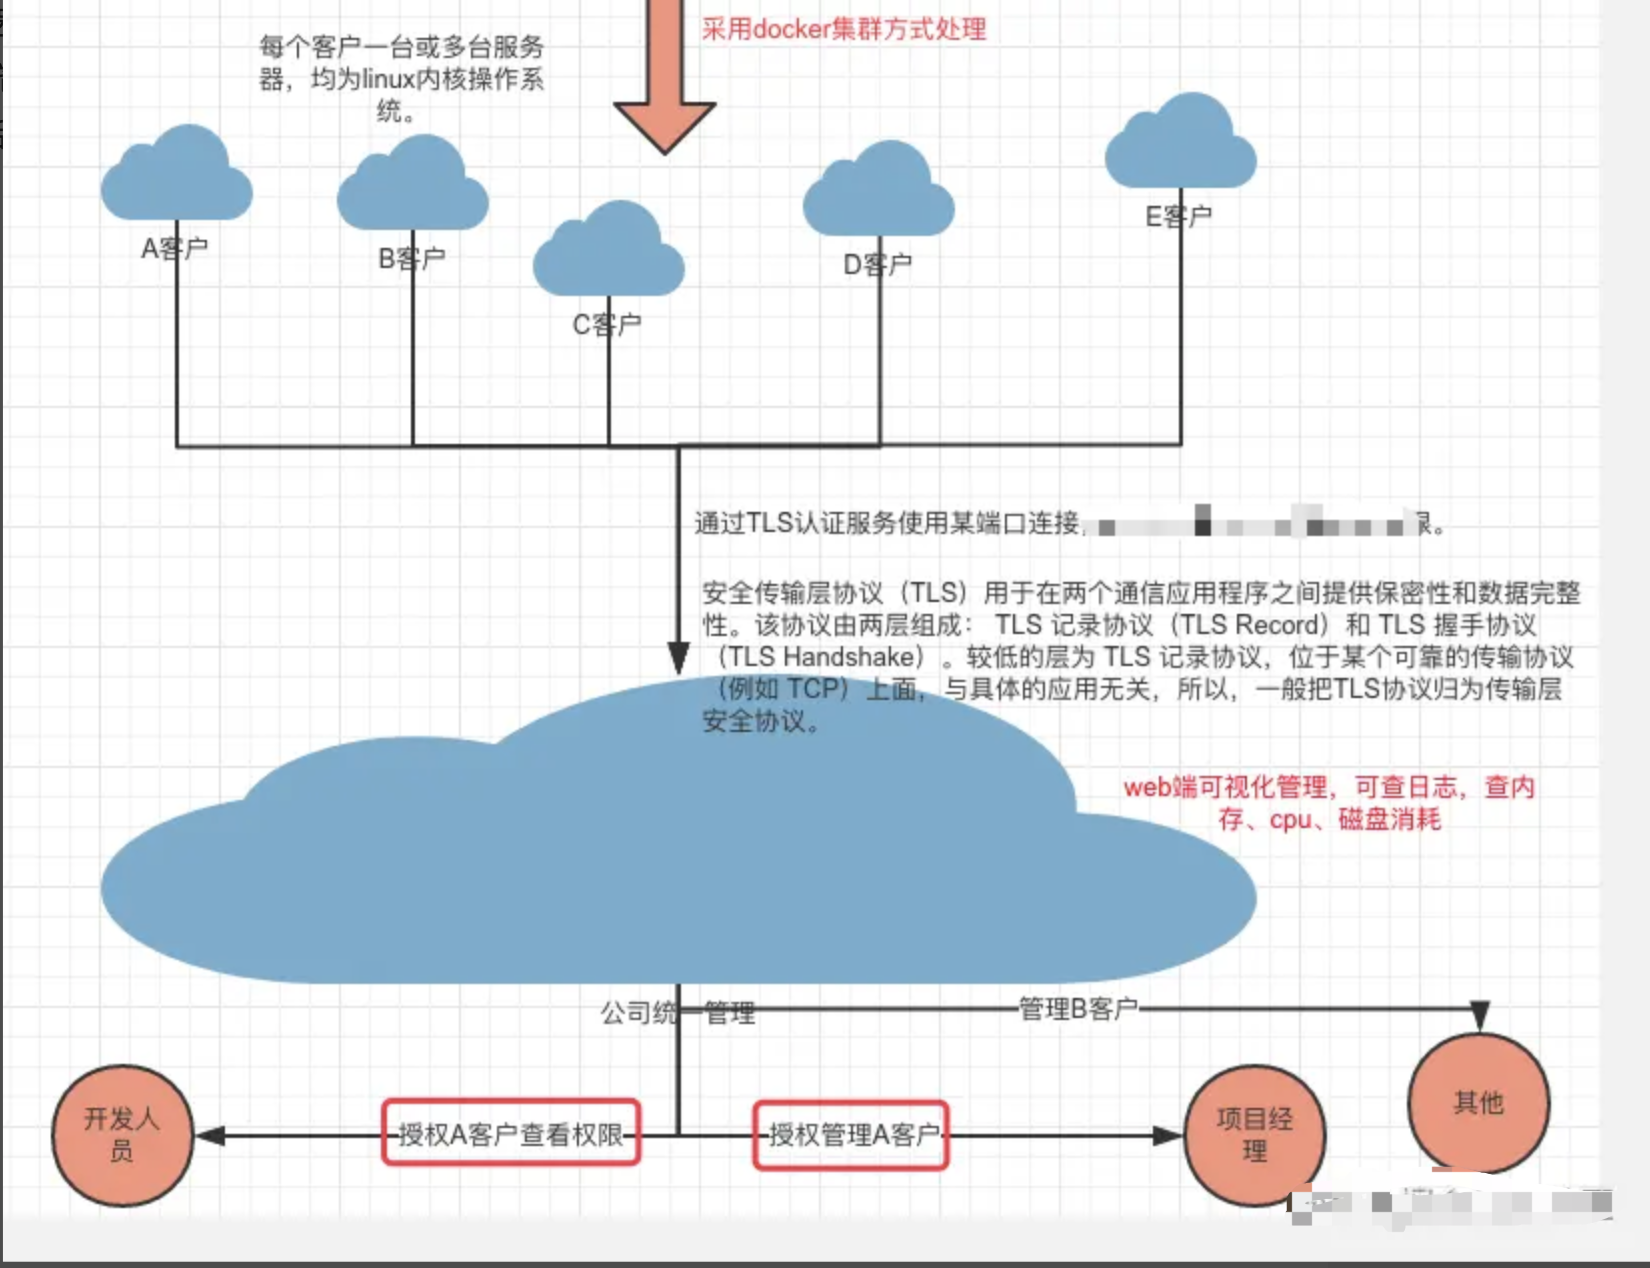 采用docker集群方式处理
每个客户一台或多台服务
器，均为linux内核操作系
统。
A客户
B客户
C客户
D客户
E客户
通过TLS认证服务使用某端口连接，
限。
安全传输层协议（TLS）用于在两个通信应用程序之间提供保密性和数据完整
性。该协议由两层组成： TLS 记录协议（TLS Record）和 TLS 握手协议
（TLS Handshake）。较低的层为 TLS 记录协议，位于某个可靠的传输协议
（例如 TCP）上面，与具体的应用无关，所以，一般把TLS协议归为传输层
安全协议。
web端可视化管理，可查日志，查内
存、cpu、磁盘消耗
公司统一管理
管理B客户
开发人
员
授权A客户查看权限
授权管理A客户
项目经
理
其他